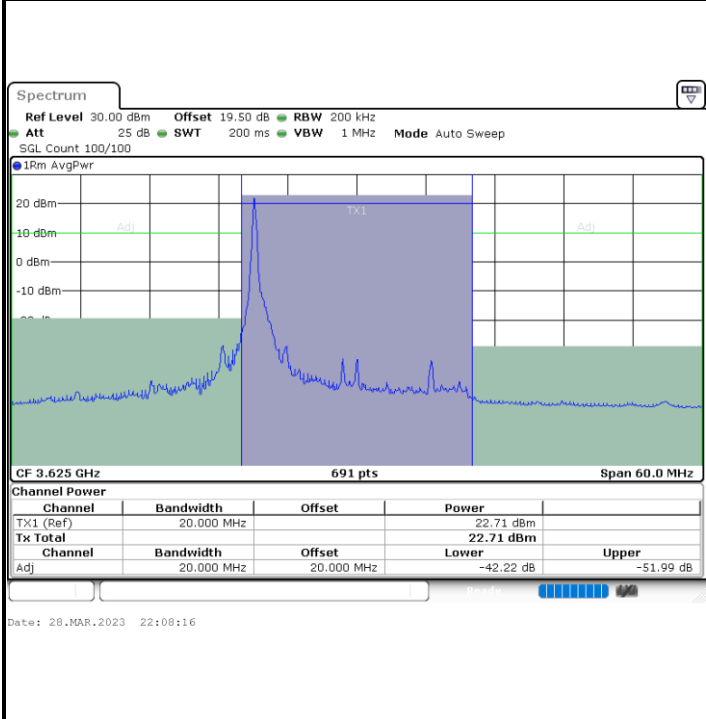 Spectrum
Ref Level 30.00 dBm Offset 19.50 dB RBW 200 kHz
Att 25 dB SWT 200 ms VBW 1 MHz Mode Auto Sweep
SGL Count 100/100
1Rm AvgPwr
20 dBm
TX1
Adj
Adj
10 dBm
0 dBm
-10 dBm
CF 3.625 GHz 691 pts Span 60.0 MHz
Channel Power
Channel Bandwidth Offset Power
TX1 (Ref) 20.000 MHz 22.71 dBm
Tx Total 22.71 dBm
Channel Bandwidth Offset Lower Upper
Adj 20.000 MHz 20.000 MHz -42.22 dB -51.99 dB
Ready
Date: 28.MAR.2023 22:08:16